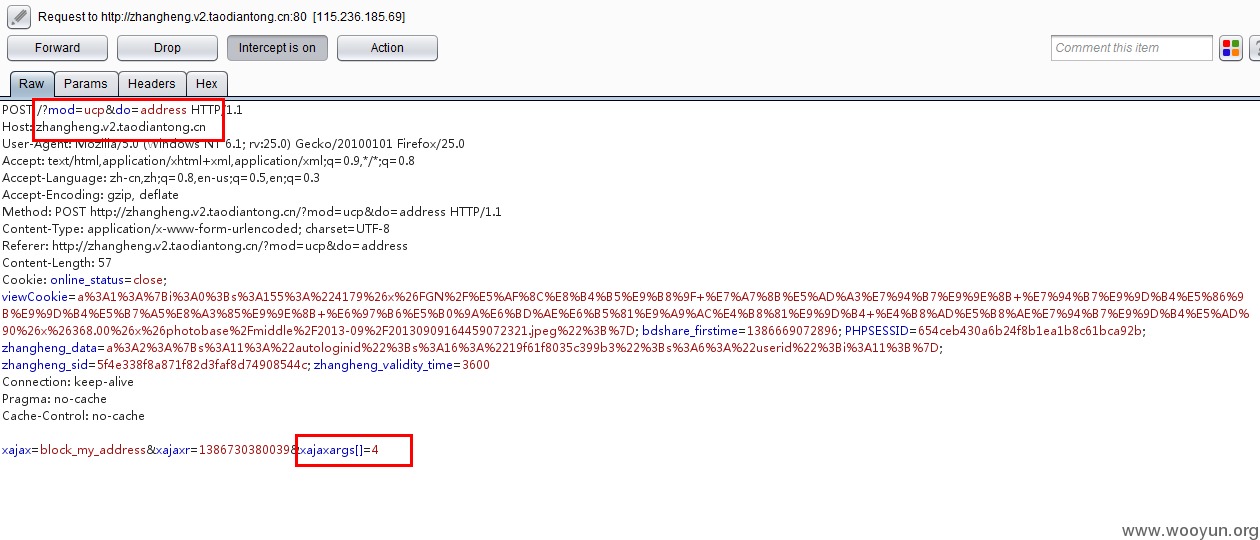 Request to http://zhangheng.v2.taodiantong.cn:80 [115.236.185.69]
Forward Drop Intercept is on Action Comment this item ?
Raw Params Headers Hex
POST /?mod=ucp&do=address HTTP/1.1
Host: zhangheng.v2.taodiantong.cn
User-Agent: Mozilla/5.0 (Windows NT 6.1; rv:25.0) Gecko/20100101 Firefox/25.0
Accept: text/html,application/xhtml+xml,application/xml;q=0.9,*/*;q=0.8
Accept-Language: zh-cn,zh;q=0.8,en-us;q=0.5,en;q=0.3
Accept-Encoding: gzip, deflate
Method: POST http://zhangheng.v2.taodiantong.cn/?mod=ucp&do=address HTTP/1.1
Content-Type: application/x-www-form-urlencoded; charset=UTF-8
Referer: http://zhangheng.v2.taodiantong.cn/?mod=ucp&do=address
Content-Length: 57
Cookie: online_status=close;
viewCookie=a%3A1%3A%7Bi%3A0%3Bs%3A155%3A%224179%26x%26FGN%2F%E5%AF%8C%E8%B4%B5%E9%B8%9F+%E7%A7%8B%E5%AD%A3%E7%94%B7%E9%9E%8B+%E7%94%B7%E9%9D%B4%E5%86%9
B%E9%9D%B4%E5%B7%A5%E8%A3%85%E9%9E%8B+%E6%97%B6%E5%B0%9A%E6%BD%AE%E6%B5%81%E9%A9%AC%E4%B8%81%E9%9D%B4+%E4%B8%AD%E5%B8%AE%E7%94%B7%E9%9D%B4%E5%AD%
90%26x%26368.00%26x%26photobase%2Fmiddle%2F2013-09%2F20130909164459072321.jpeg%22%3B%7D; bdshare_firstime=1386669072896; PHPSESSID=654ceb430a6b24f8b1ea1b8c61bca92b;
zhangheng_data=a%3A2%3A%7Bs%3A11%3A%22autologinid%22%3Bs%3A16%3A%2219f61f8035c399b3%22%3Bs%3A6%3A%22userid%22%3Bi%3A11%3B%7D;
zhangheng_sid=5f4e338f8a871f82d3faf8d74908544c; zhangheng_validity_time=3600
Connection: keep-alive
Pragma: no-cache
Cache-Control: no-cache
xajax=block_my_address&xajaxr=1386730380039&xajaxargs[]=4
www.wooyun.org